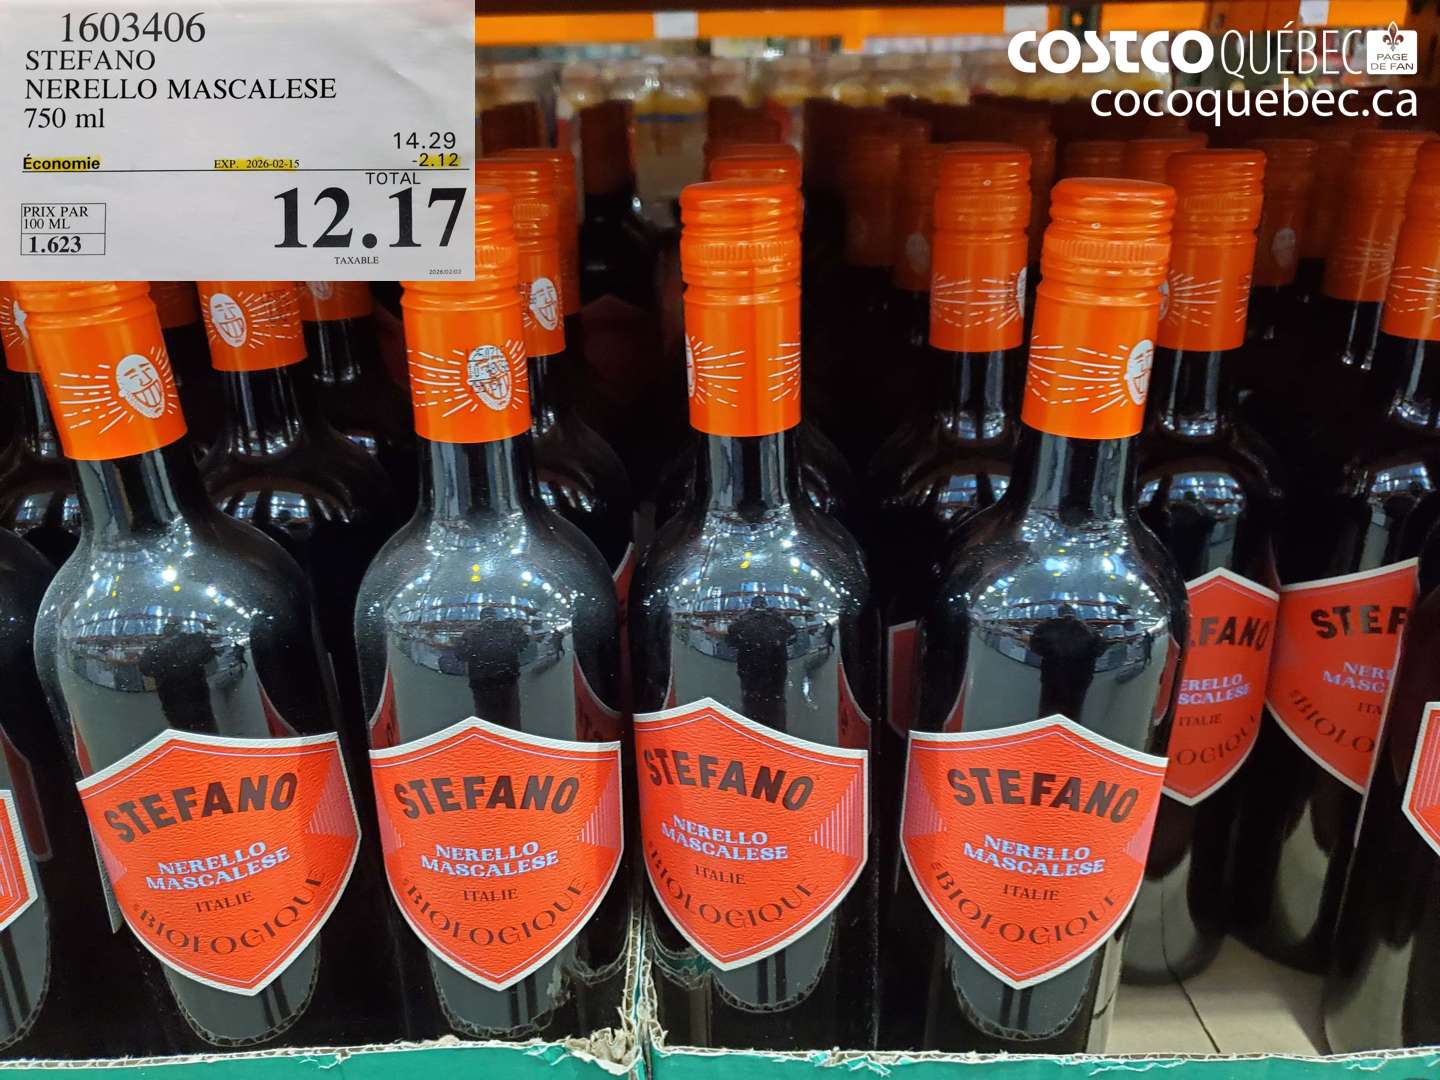 1603406
STEFANO
NERELLO MASCALESE
750 ml
14.29
Économie EXP. 2026-02-15 -2.12
TOTAL
12.17
PRIX PAR
100 ML
1.623
TAXABLE
2026/02/02
COSTCO QUÉBEC
PAGE
DE FAN
cocoquebec.ca
STEFANO
NERELLO
MASCALESE
ITALIE
BIOLOGIQUE
STEFANO
NERELLO
MASCALESE
ITALIE
BIOLOGIQUE
STEFANO
NERELLO
MASCALESE
ITALIE
BIOLOGIQUE
STEFANO
NERELLO
MASCALESE
ITALIE
BIOLOGIQUE